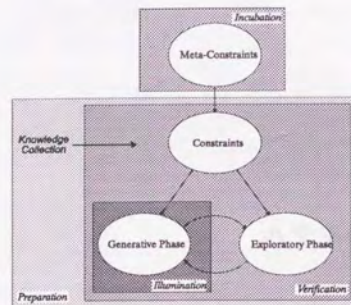 Incubation
Meta-Constraints
Knowledge
Collection
Constraints
Generative Phase
Exploratory Phase
Illumination
Preparation
Verification